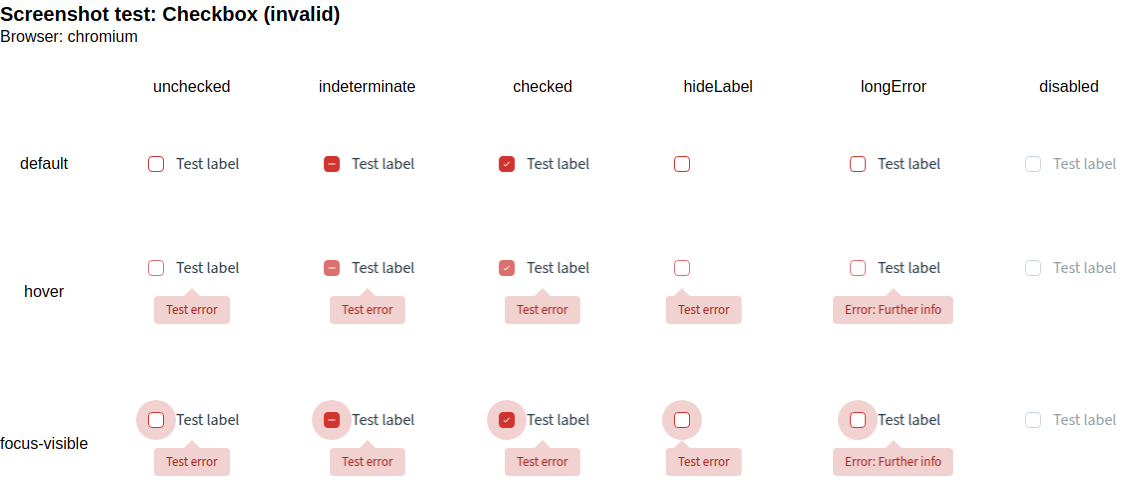 Screenshot test: Checkbox (invalid)
Browser: chromium
unchecked indeterminate checked hideLabel longError disabled
default Test label Test label Test label Test label Test label
Test label Test label Test label Test label Test label
hover
Test error Test error Test error Test error Error: Further info
Test label Test label Test label Test label Test label
focus-visible
Test error Test error Test error Test error Error: Further info